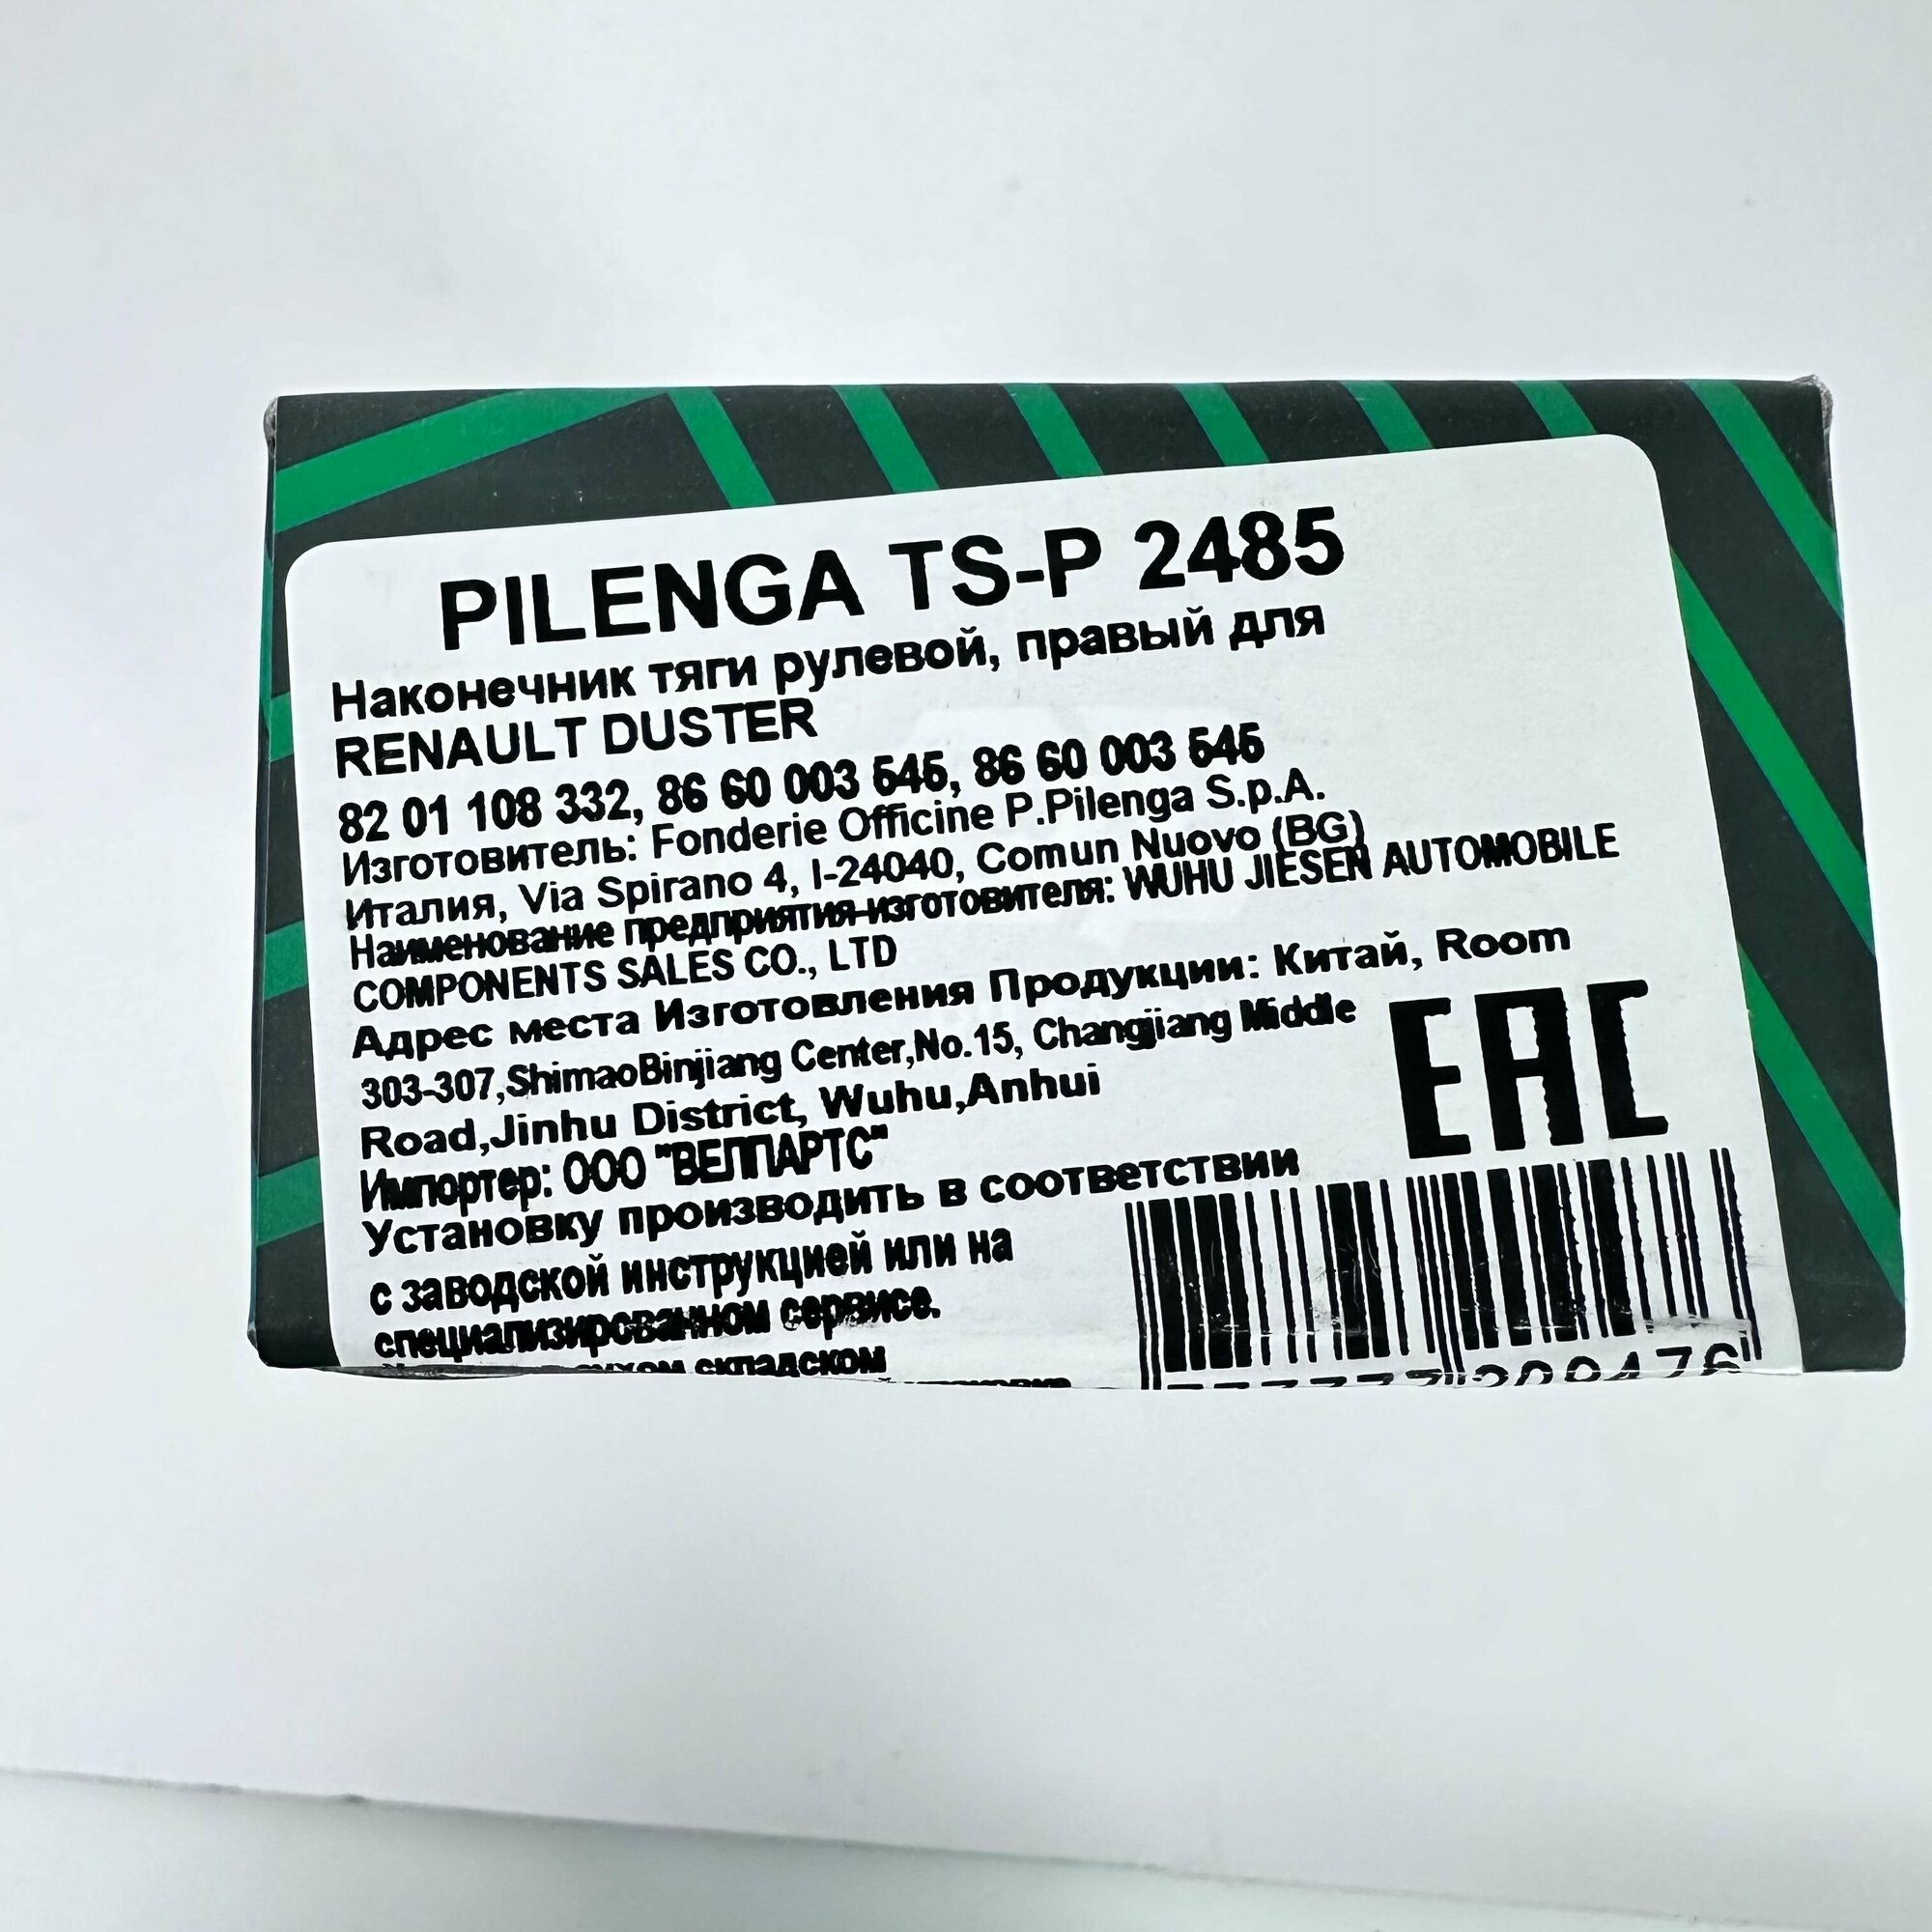 PILENGA TS-P 2485
Наконечник тяги рулевой, правый для
RENAULT DUSTER
82 01 108 332, 86 60 003 545, 86 60 003 545
Изготовитель: Fonderie Officine P.Pilenga S.p.A.
Италия, Via Spirano 4, I-24040, Comun Nuovo (BG)
Наименование предприятия-изготовителя: WUHU JIESEN AUTOMOBILE
COMPONENTS SALES CO., LTD
Адрес места Изготовления Продукции: Китай, Room
303-307,ShimaoBinjiang Center,No.15, Changjiang Middle
Road,Jinhu District, Wuhu,Anhui
Импортер: ООО "ВЕЛПАРТС"
Установку производить в соответствии
с заводской инструкцией или на
специализированном сервисе.
сухом складском
EAC